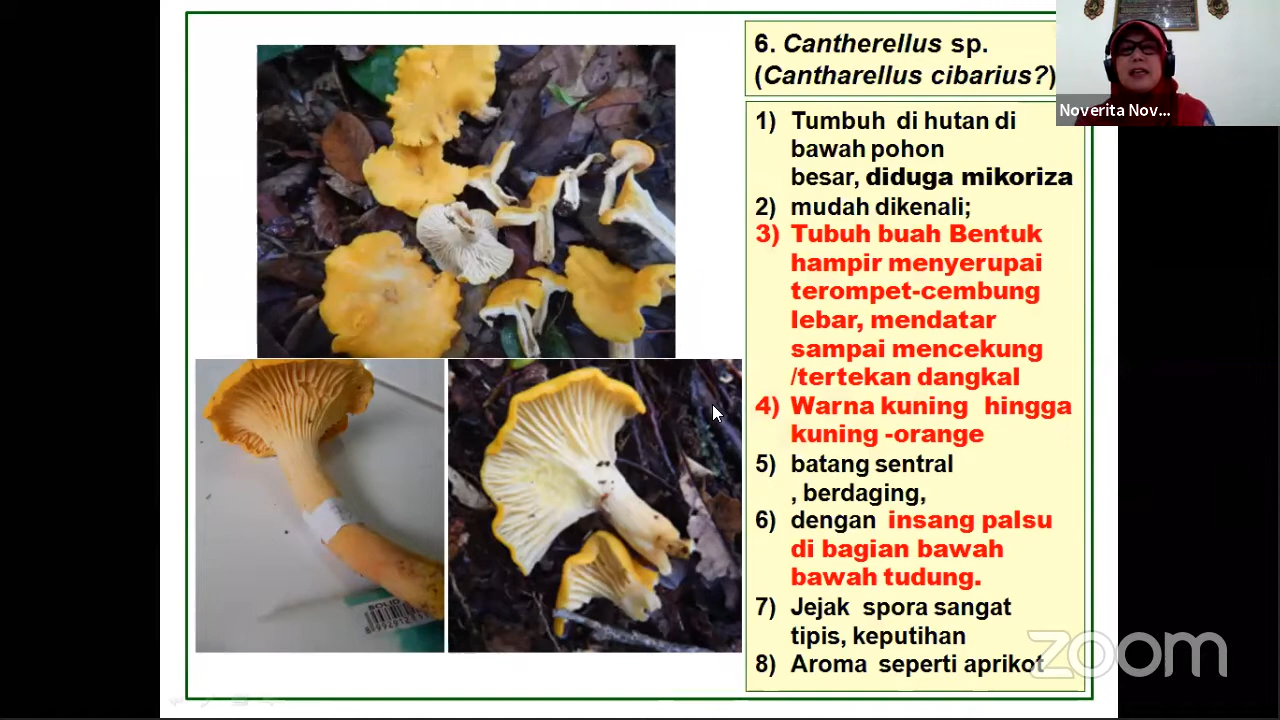 6. Cantherellus sp.
(Cantharellus cibarius?)
Noverita Nov...
1) Tumbuh di hutan di
bawah pohon
besar, diduga mikoriza
2) mudah dikenali;
3) Tubuh buah Bentuk
hampir menyerupai
terompet-cembung
lebar, mendatar
sampai mencekung
/tertekan dangkal
4) Warna kuning hingga
kuning -orange
5) batang sentral
, berdaging,
6) dengan insang palsu
di bagian bawah
bawah tudung.
7) Jejak spora sangat
tipis, keputihan
8) Aroma seperti aprikot
zoom